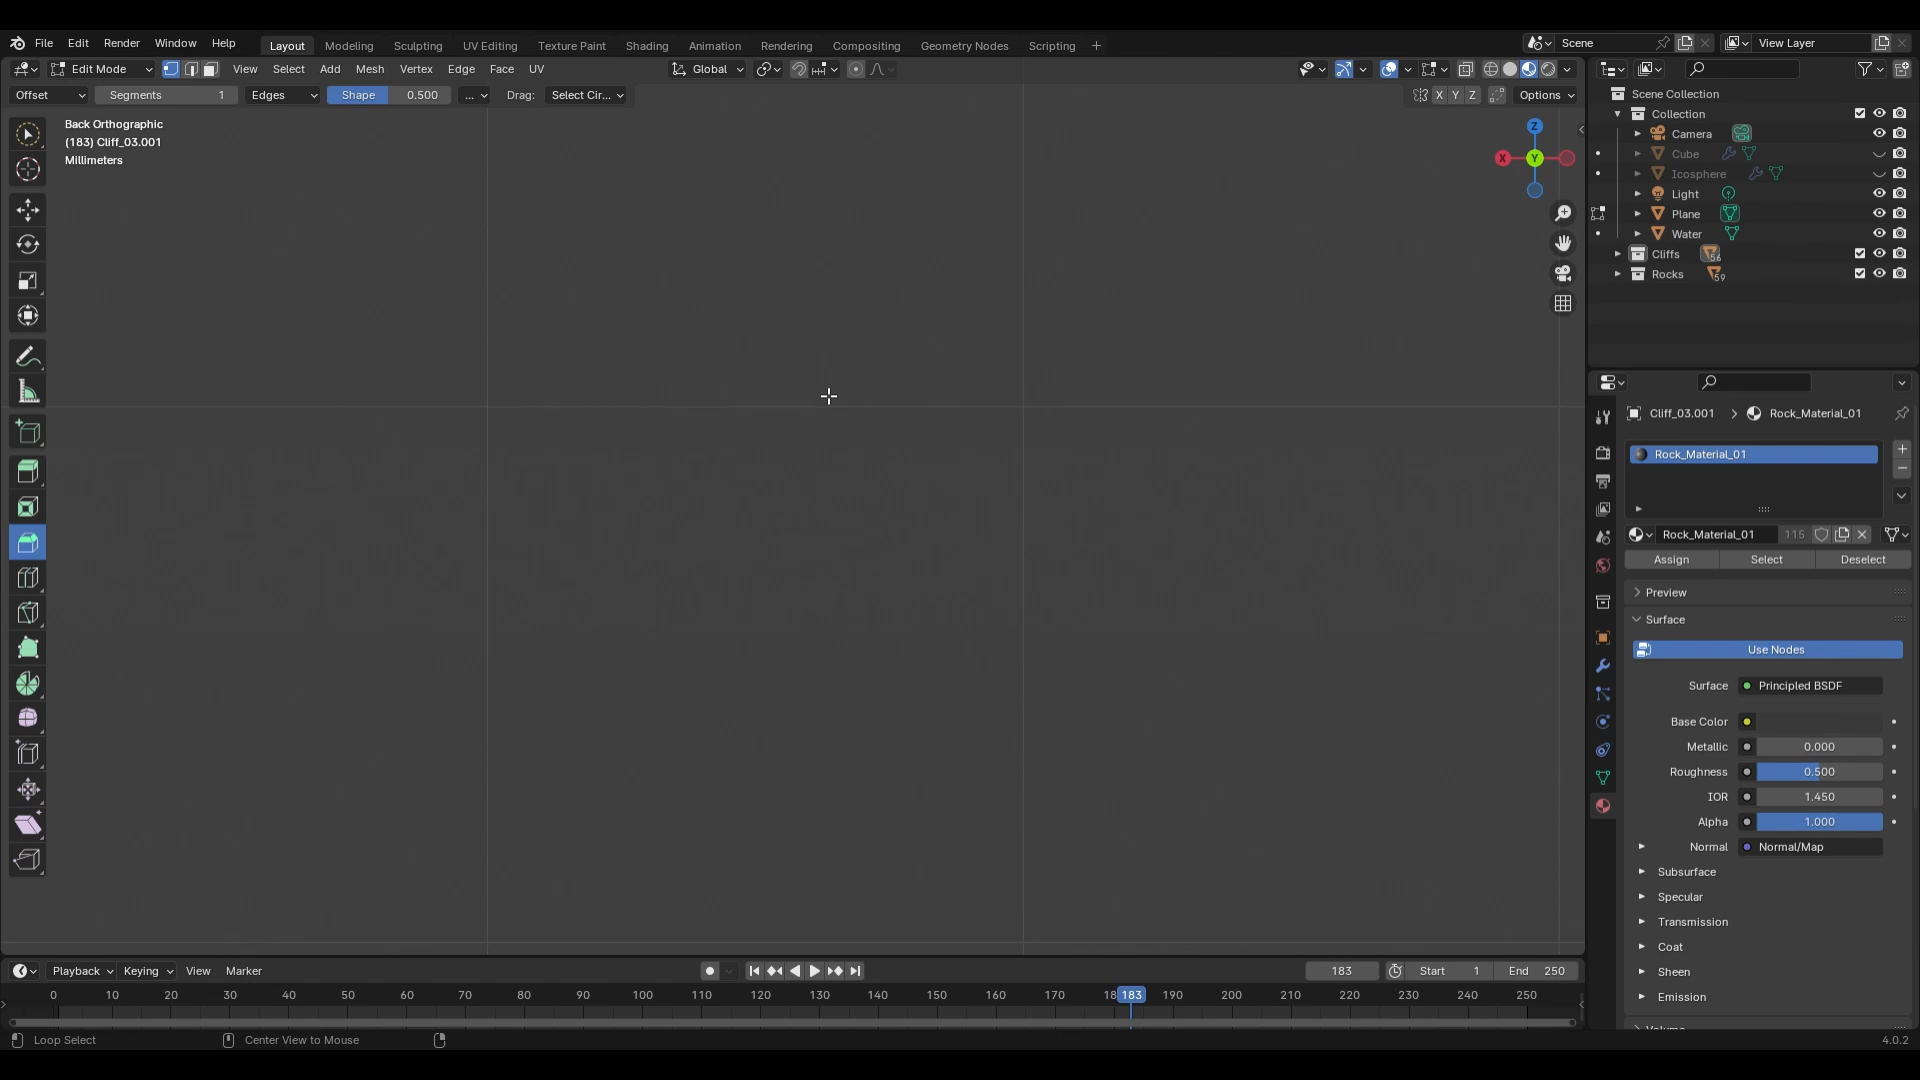 File Edit Render Window Help Layout Modeling Sculpting UV Editing Texture Paint Shading Animation Rendering Compositing Geometry Nodes Scripting + Scene View Layer
Edit Mode View Select Add Mesh Vertex Edge Face UV Global
Offset Segments 1 Edges Shape 0.500 ... Drag: Select Cir... X Y Z Options
Back Orthographic
(183) Cliff_03.001
Millimeters
Z
X Y
Scene Collection
Collection
Camera
Cube
Icosphere
Light
Plane
Water
Cliffs 56
Rocks 59
Cliff_03.001 > Rock_Material_01
Rock_Material_01
Rock_Material_01 115
Assign Select Deselect
Preview
Surface
Use Nodes
Surface Principled BSDF
Base Color
Metallic 0.000
Roughness 0.500
IOR 1.450
Alpha 1.000
Normal Normal/Map
Subsurface
Specular
Transmission
Coat
Sheen
Emission
Playback Keying View Marker 183 Start 1 End 250
0 10 20 30 40 50 60 70 80 90 100 110 120 130 140 150 160 170 18 183 190 200 210 220 230 240 250
Loop Select Center View to Mouse 4.0.2